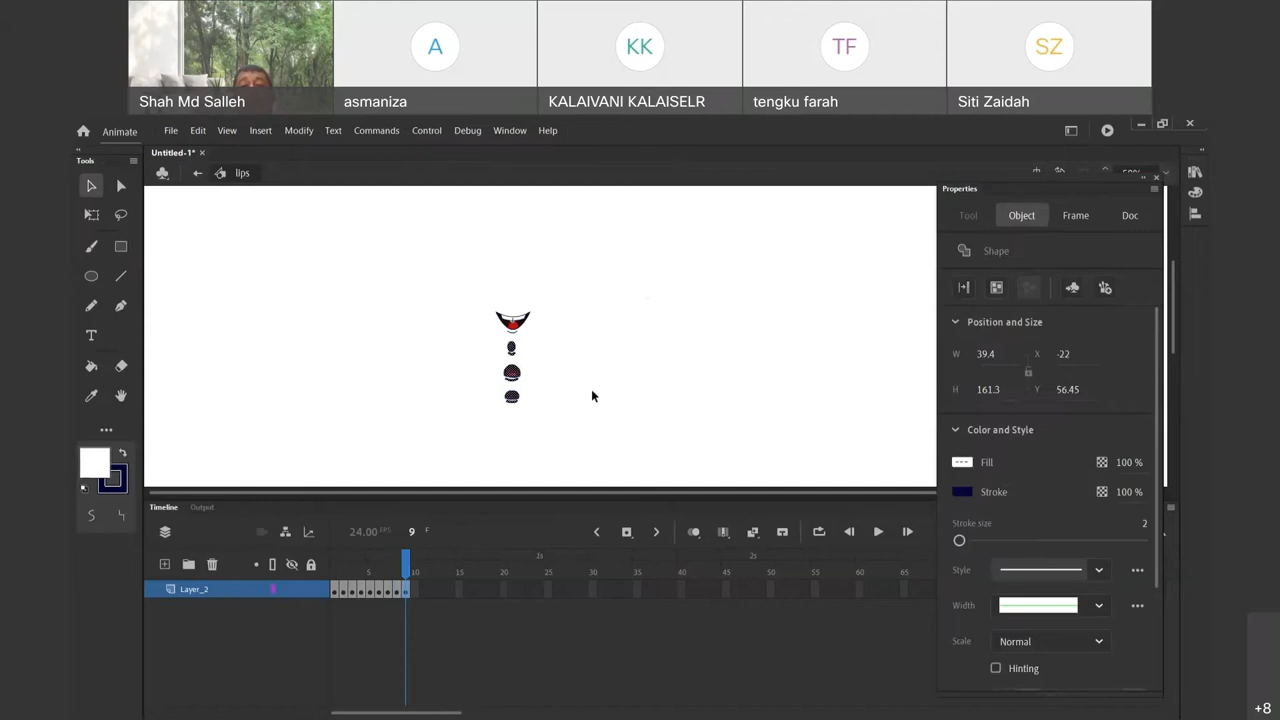 A
KK
TF
SZ
Shah Md Salleh
asmaniza
KALAIVANI KALAISELR
tengku farah
Siti Zaidah
Animate
File Edit View Insert Modify Text Commands Control Debug Window Help
Untitled-1*
Tools
lips
Properties
Tool Object Frame Doc
Shape
Position and Size
W 39.4 X -22
H 161.3 Y 56.45
Color and Style
Fill 100 %
Stroke 100 %
Stroke size 2
Style
Width
Scale Normal
Hinting
Timeline Output
24.00 FPS 9 F
1s 2s
5 10 15 20 25 30 35 40 45 50 55 60 65
Layer_2
+8